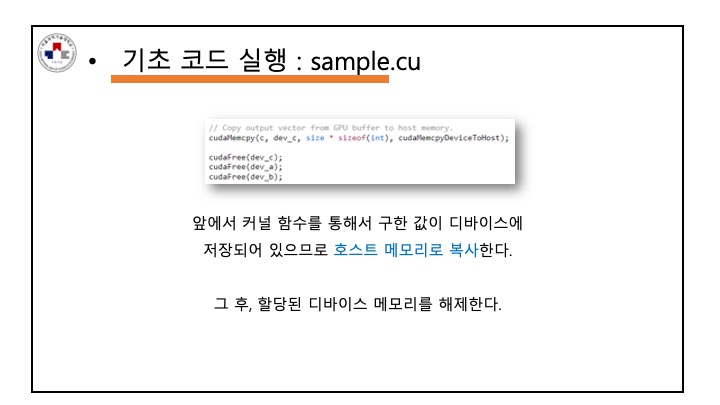 • 기초 코드 실행 : sample.cu
// Copy output vector from GPU buffer to host memory.
cudaMemcpy(c, dev_c, size * sizeof(int), cudaMemcpyDeviceToHost);
cudaFree(dev_c);
cudaFree(dev_a);
cudaFree(dev_b);
앞에서 커널 함수를 통해서 구한 값이 디바이스에
저장되어 있으므로 호스트 메모리로 복사한다.
그 후, 할당된 디바이스 메모리를 해제한다.